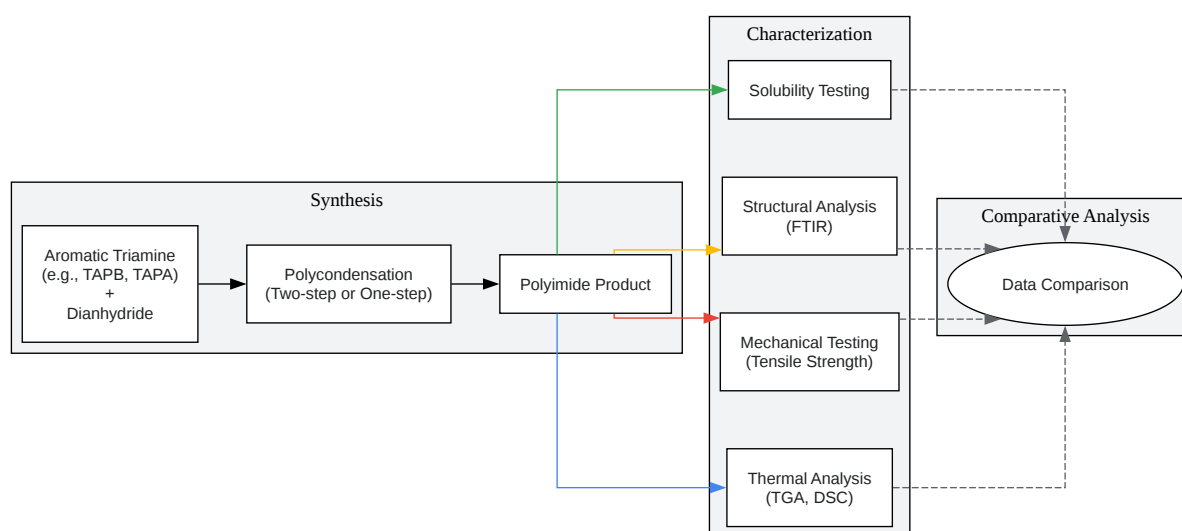 Synthesis
Aromatic Triamine
(e.g., TAPB, TAPA)
+
Dianhydride
Polycondensation
(Two-step or One-step)
Polyimide Product
Characterization
Solubility Testing
Structural Analysis
(FTIR)
Mechanical Testing
(Tensile Strength)
Thermal Analysis
(TGA, DSC)
Comparative Analysis
Data Comparison